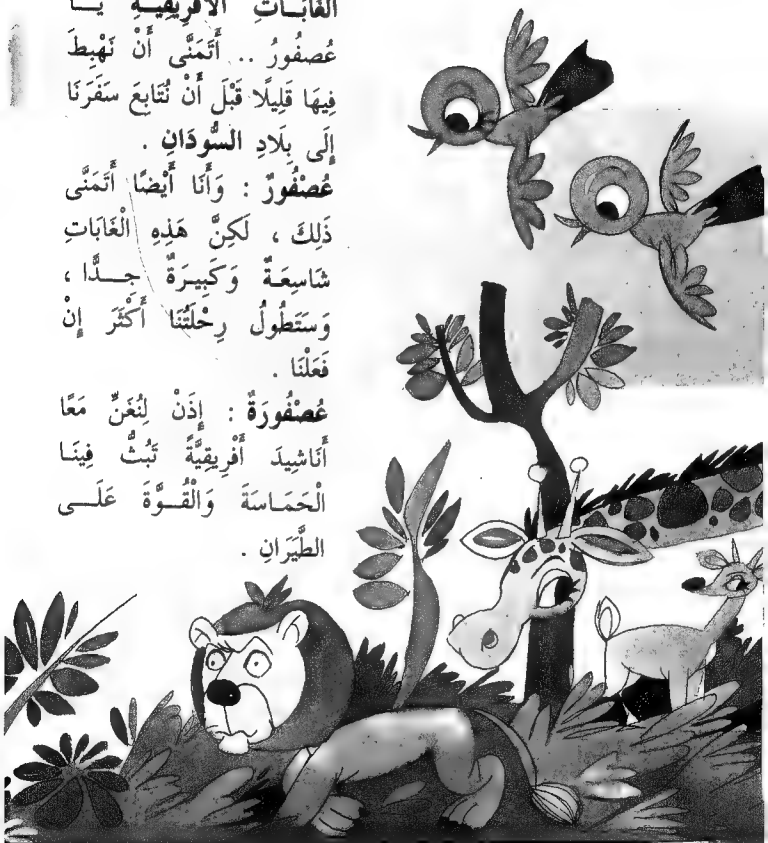 الْغَابَاتِ الْأَفْرِيقِيَّةِ يَا
عُصفُورُ .. أَتَمَنَّى أَنْ نَهْبِطَ
فِيهَا قَلِيلًا قَبْلَ أَنْ نُتَابِعَ سَفَرَنَا
إِلَى بِلَادِ السُّودَانِ .
عُصْفُورٌ : وَأَنَا أَيْضًا أَتَمَنَّى
ذَلِكَ ، لَكِنَّ هَذِهِ الْغَابَاتِ
شَاسِعَةٌ وَكَبِيرَةٌ جِدًّا ،
وَسَتَطُولُ رِحْلَتُنَا أَكْثَرَ إِنْ
فَعَلْنَا .
عُصْفُورَةٌ : إِذَنْ لِنُغَنِّ مَعًا
أَنَاشِيدَ أَفْرِيقِيَّةً تَبُثُّ فِينَا
الْحَمَاسَةَ وَالْقُوَّةَ عَلَى
الطَّيَرَانِ .